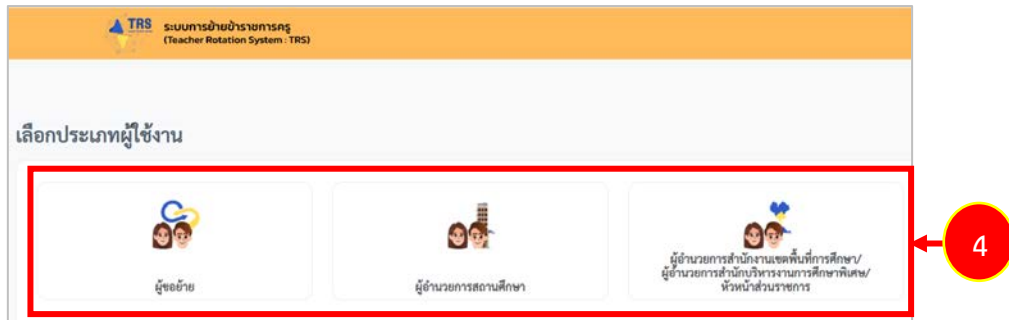 TRS
ระบบการย้ายข้าราชการครู
(Teacher Rotation System : TRS)
เลือกประเภทผู้ใช้งาน
ผู้ขอย้าย
ผู้อำนวยการสถานศึกษา
ผู้อำนวยการสำนักงานเขตพื้นที่การศึกษา/
ผู้อำนวยการสำนักบริหารงานการศึกษาพิเศษ/
หัวหน้าส่วนราชการ
4